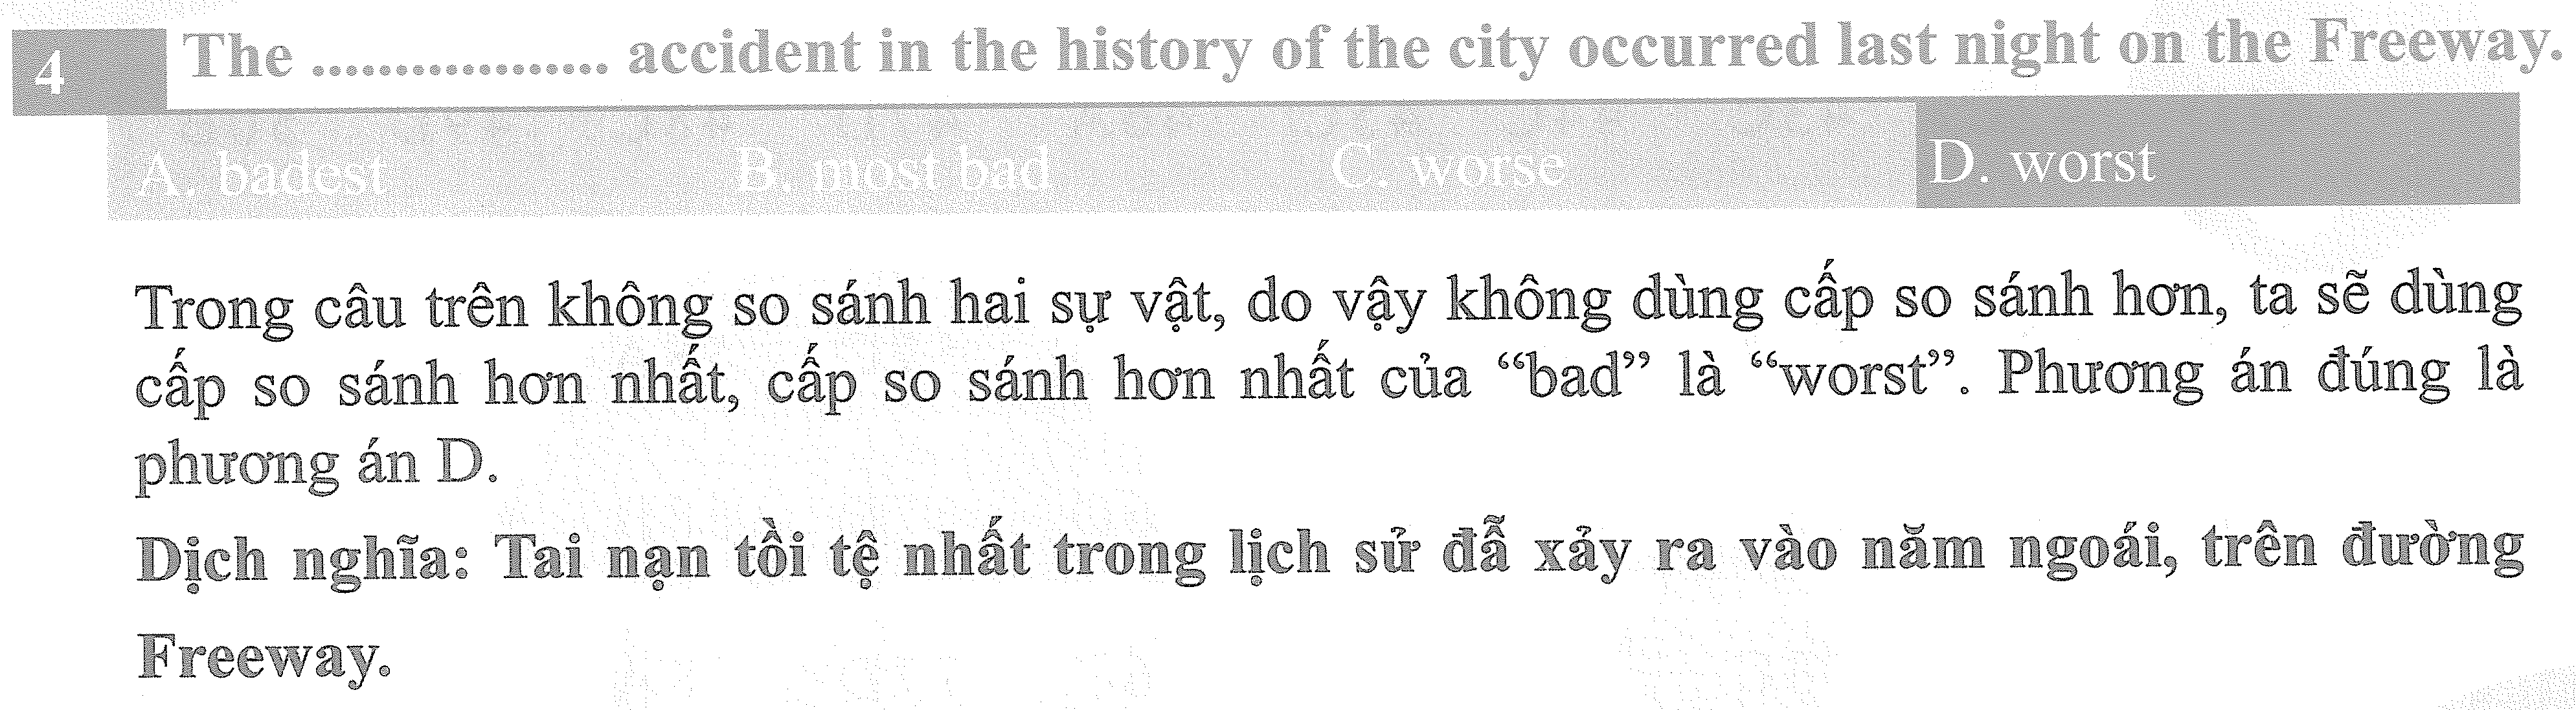 4 The .................. accident in the history of the city occurred last night on the Freeway.
A. badest B. most bad C. worse D. worst
Trong câu trên không so sánh hai sự vật, do vậy không dùng cấp so sánh hơn, ta sẽ dùng
cấp so sánh hơn nhất, cấp so sánh hơn nhất của “bad” là “worst”. Phương án đúng là
phương án D.
Dịch nghĩa: Tai nạn tồi tệ nhất trong lịch sử đẫ xảy ra vào năm ngoái, trên đường
Freeway.